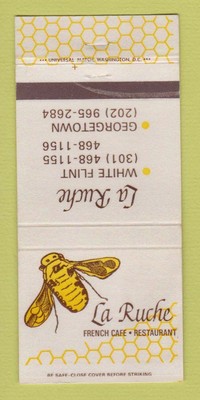 UNIVERSAL MATCH, WASHINGTON, D.C.
La Ruche
WHITE FLINT
(301) 468-1155
468-1156
GEORGETOWN
(202) 965-2684
La Ruche
FRENCH CAFE • RESTAURANT
BE SAFE-CLOSE COVER BEFORE STRIKING